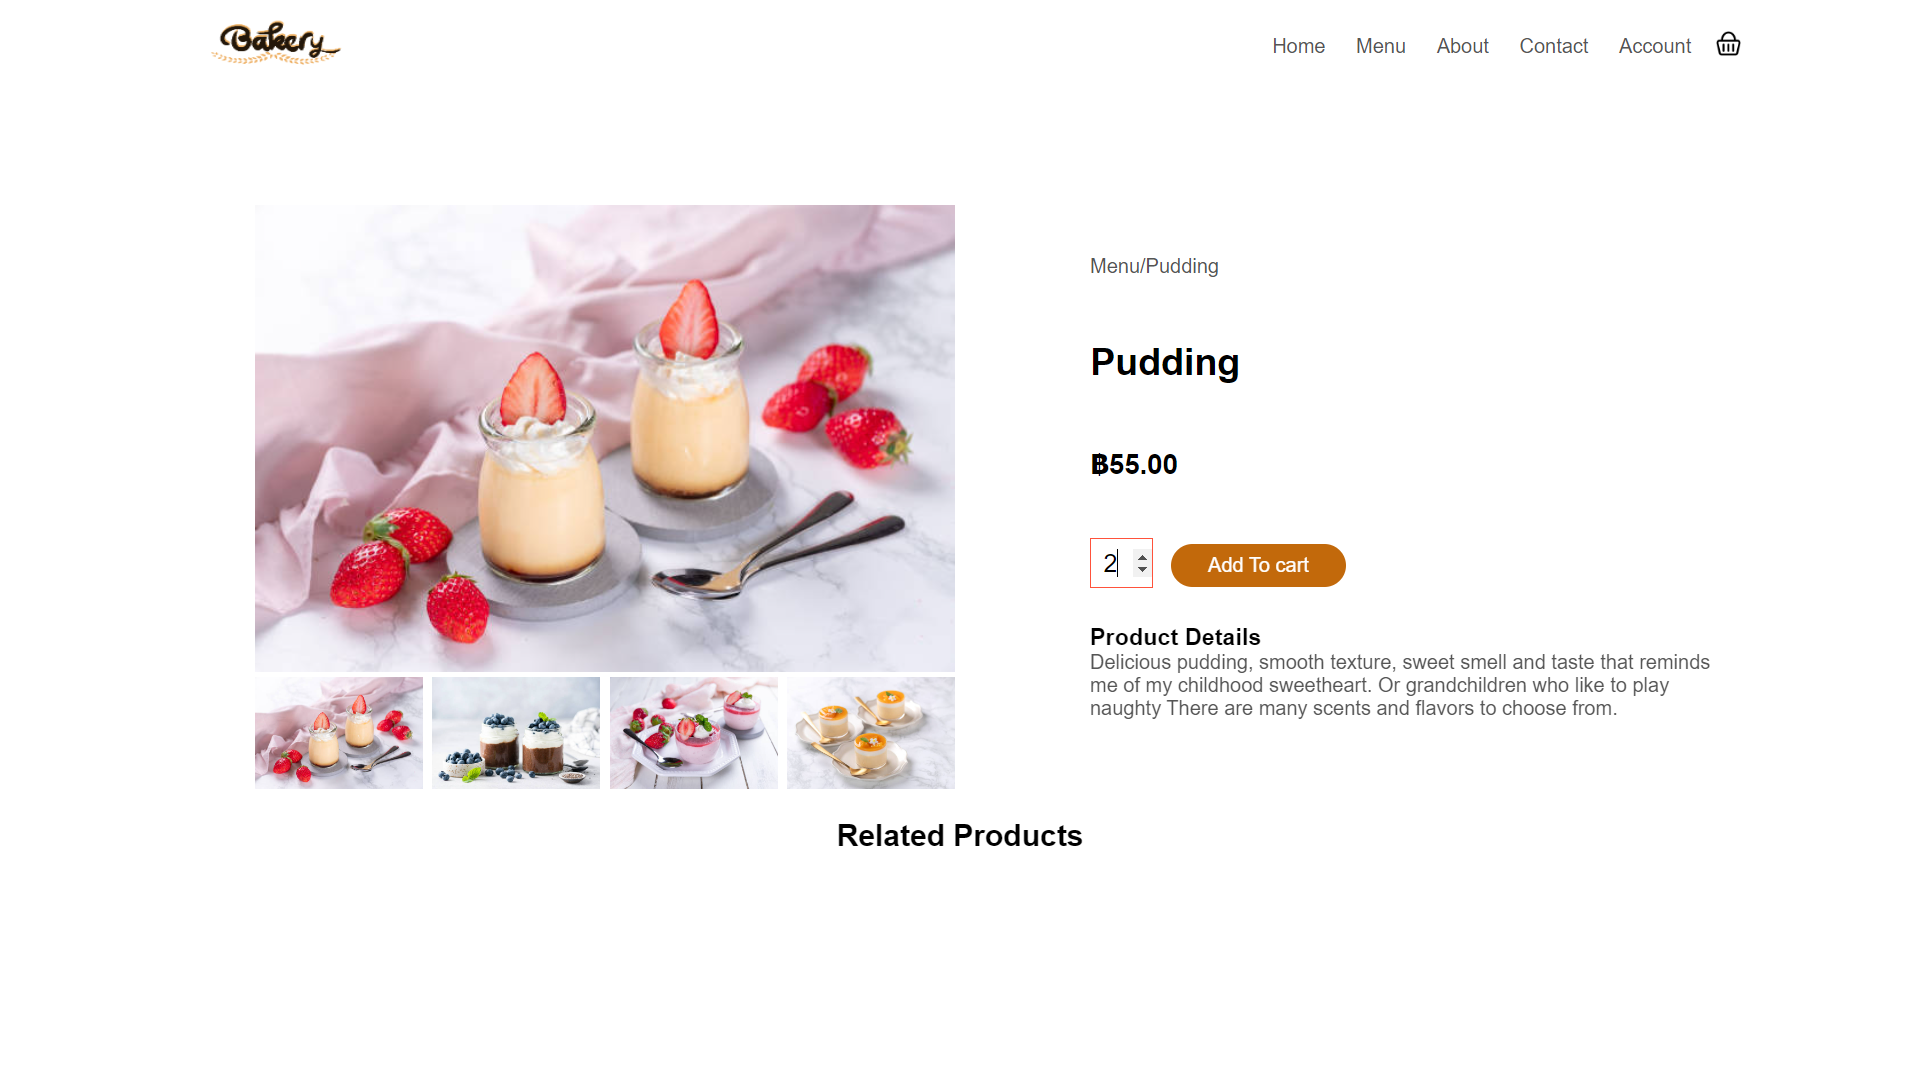 Bakery
Home Menu About Contact Account
Menu/Pudding
Pudding
฿55.00
2
Add To cart
Product Details
Delicious pudding, smooth texture, sweet smell and taste that reminds
me of my childhood sweetheart. Or grandchildren who like to play
naughty There are many scents and flavors to choose from.
Related Products